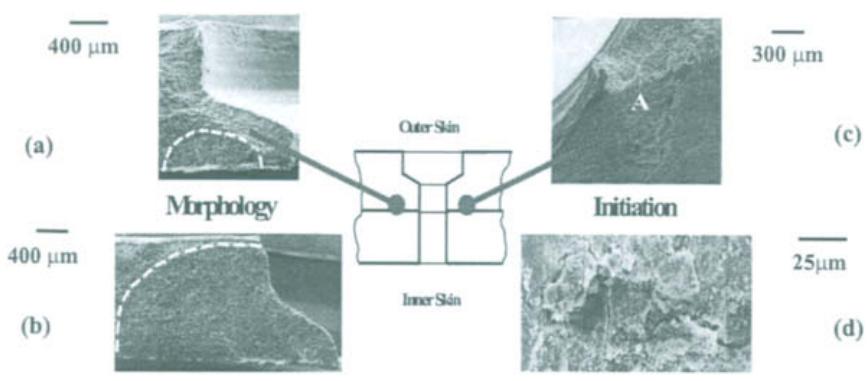 400 μm
(a)
Morphology
400 μm
(b)
Outer Skin
Inner Skin
A
300 μm
(c)
Initiation
25μm
(d)